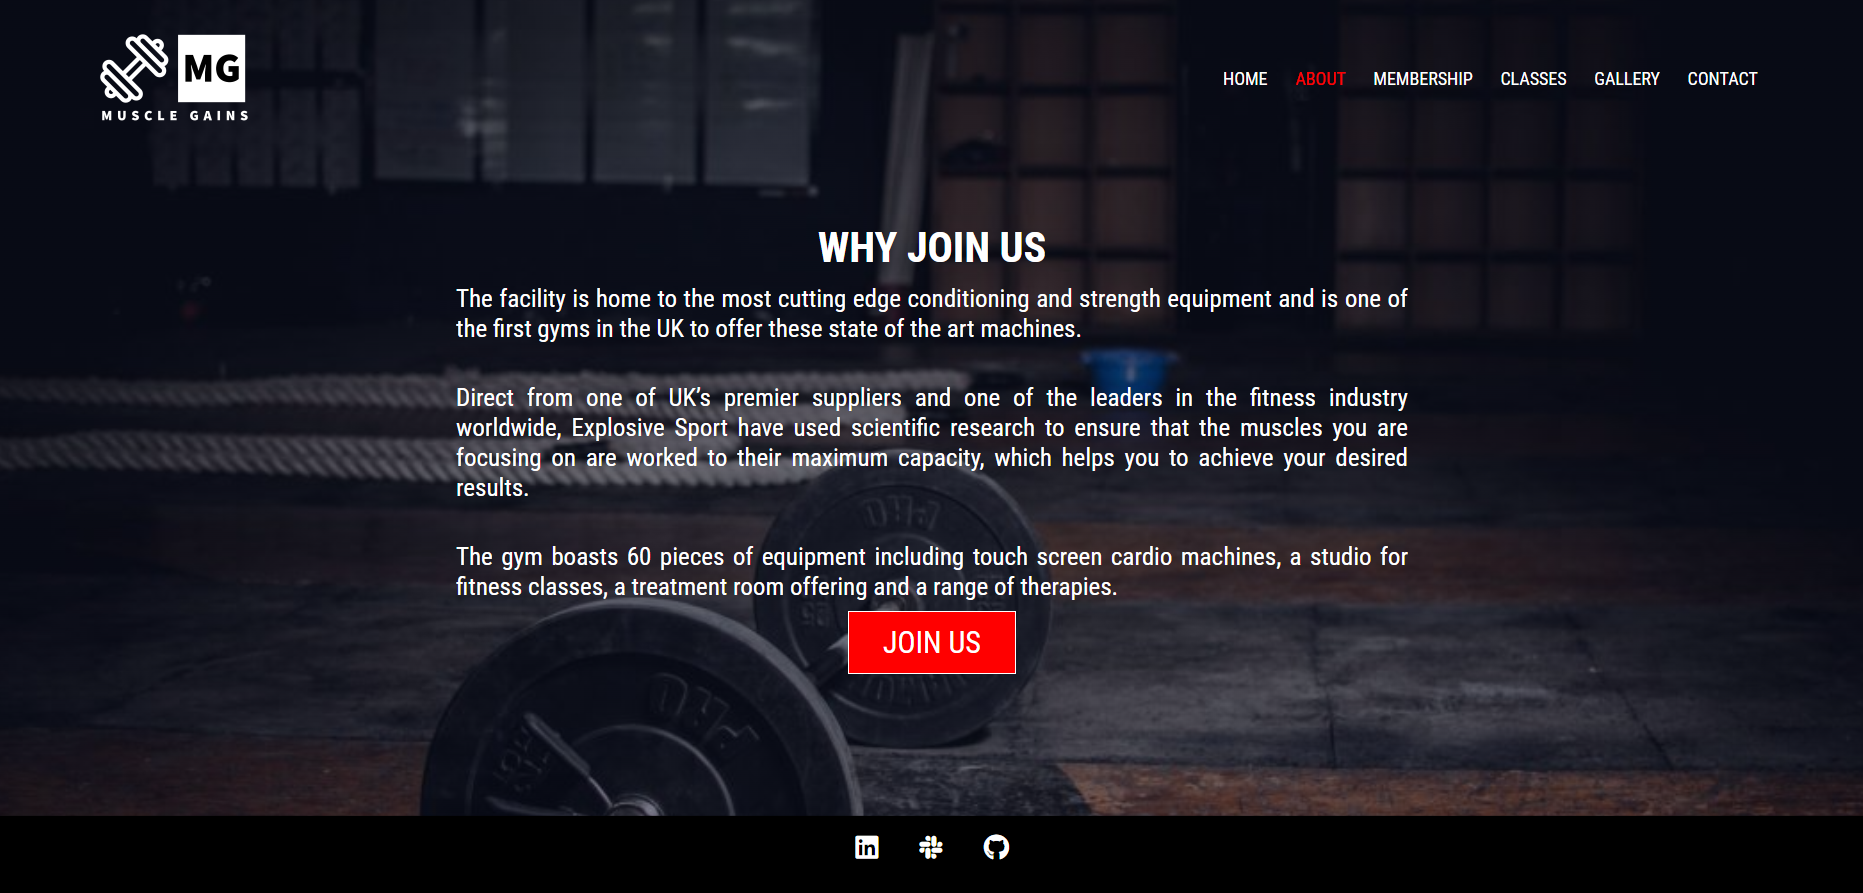 MG
MUSCLE GAINS
HOME ABOUT MEMBERSHIP CLASSES GALLERY CONTACT
WHY JOIN US
The facility is home to the most cutting edge conditioning and strength equipment and is one of
the first gyms in the UK to offer these state of the art machines.
Direct from one of UK’s premier suppliers and one of the leaders in the fitness industry
worldwide, Explosive Sport have used scientific research to ensure that the muscles you are
focusing on are worked to their maximum capacity, which helps you to achieve your desired
results.
The gym boasts 60 pieces of equipment including touch screen cardio machines, a studio for
fitness classes, a treatment room offering and a range of therapies.
JOIN US
PRO
PRO
in